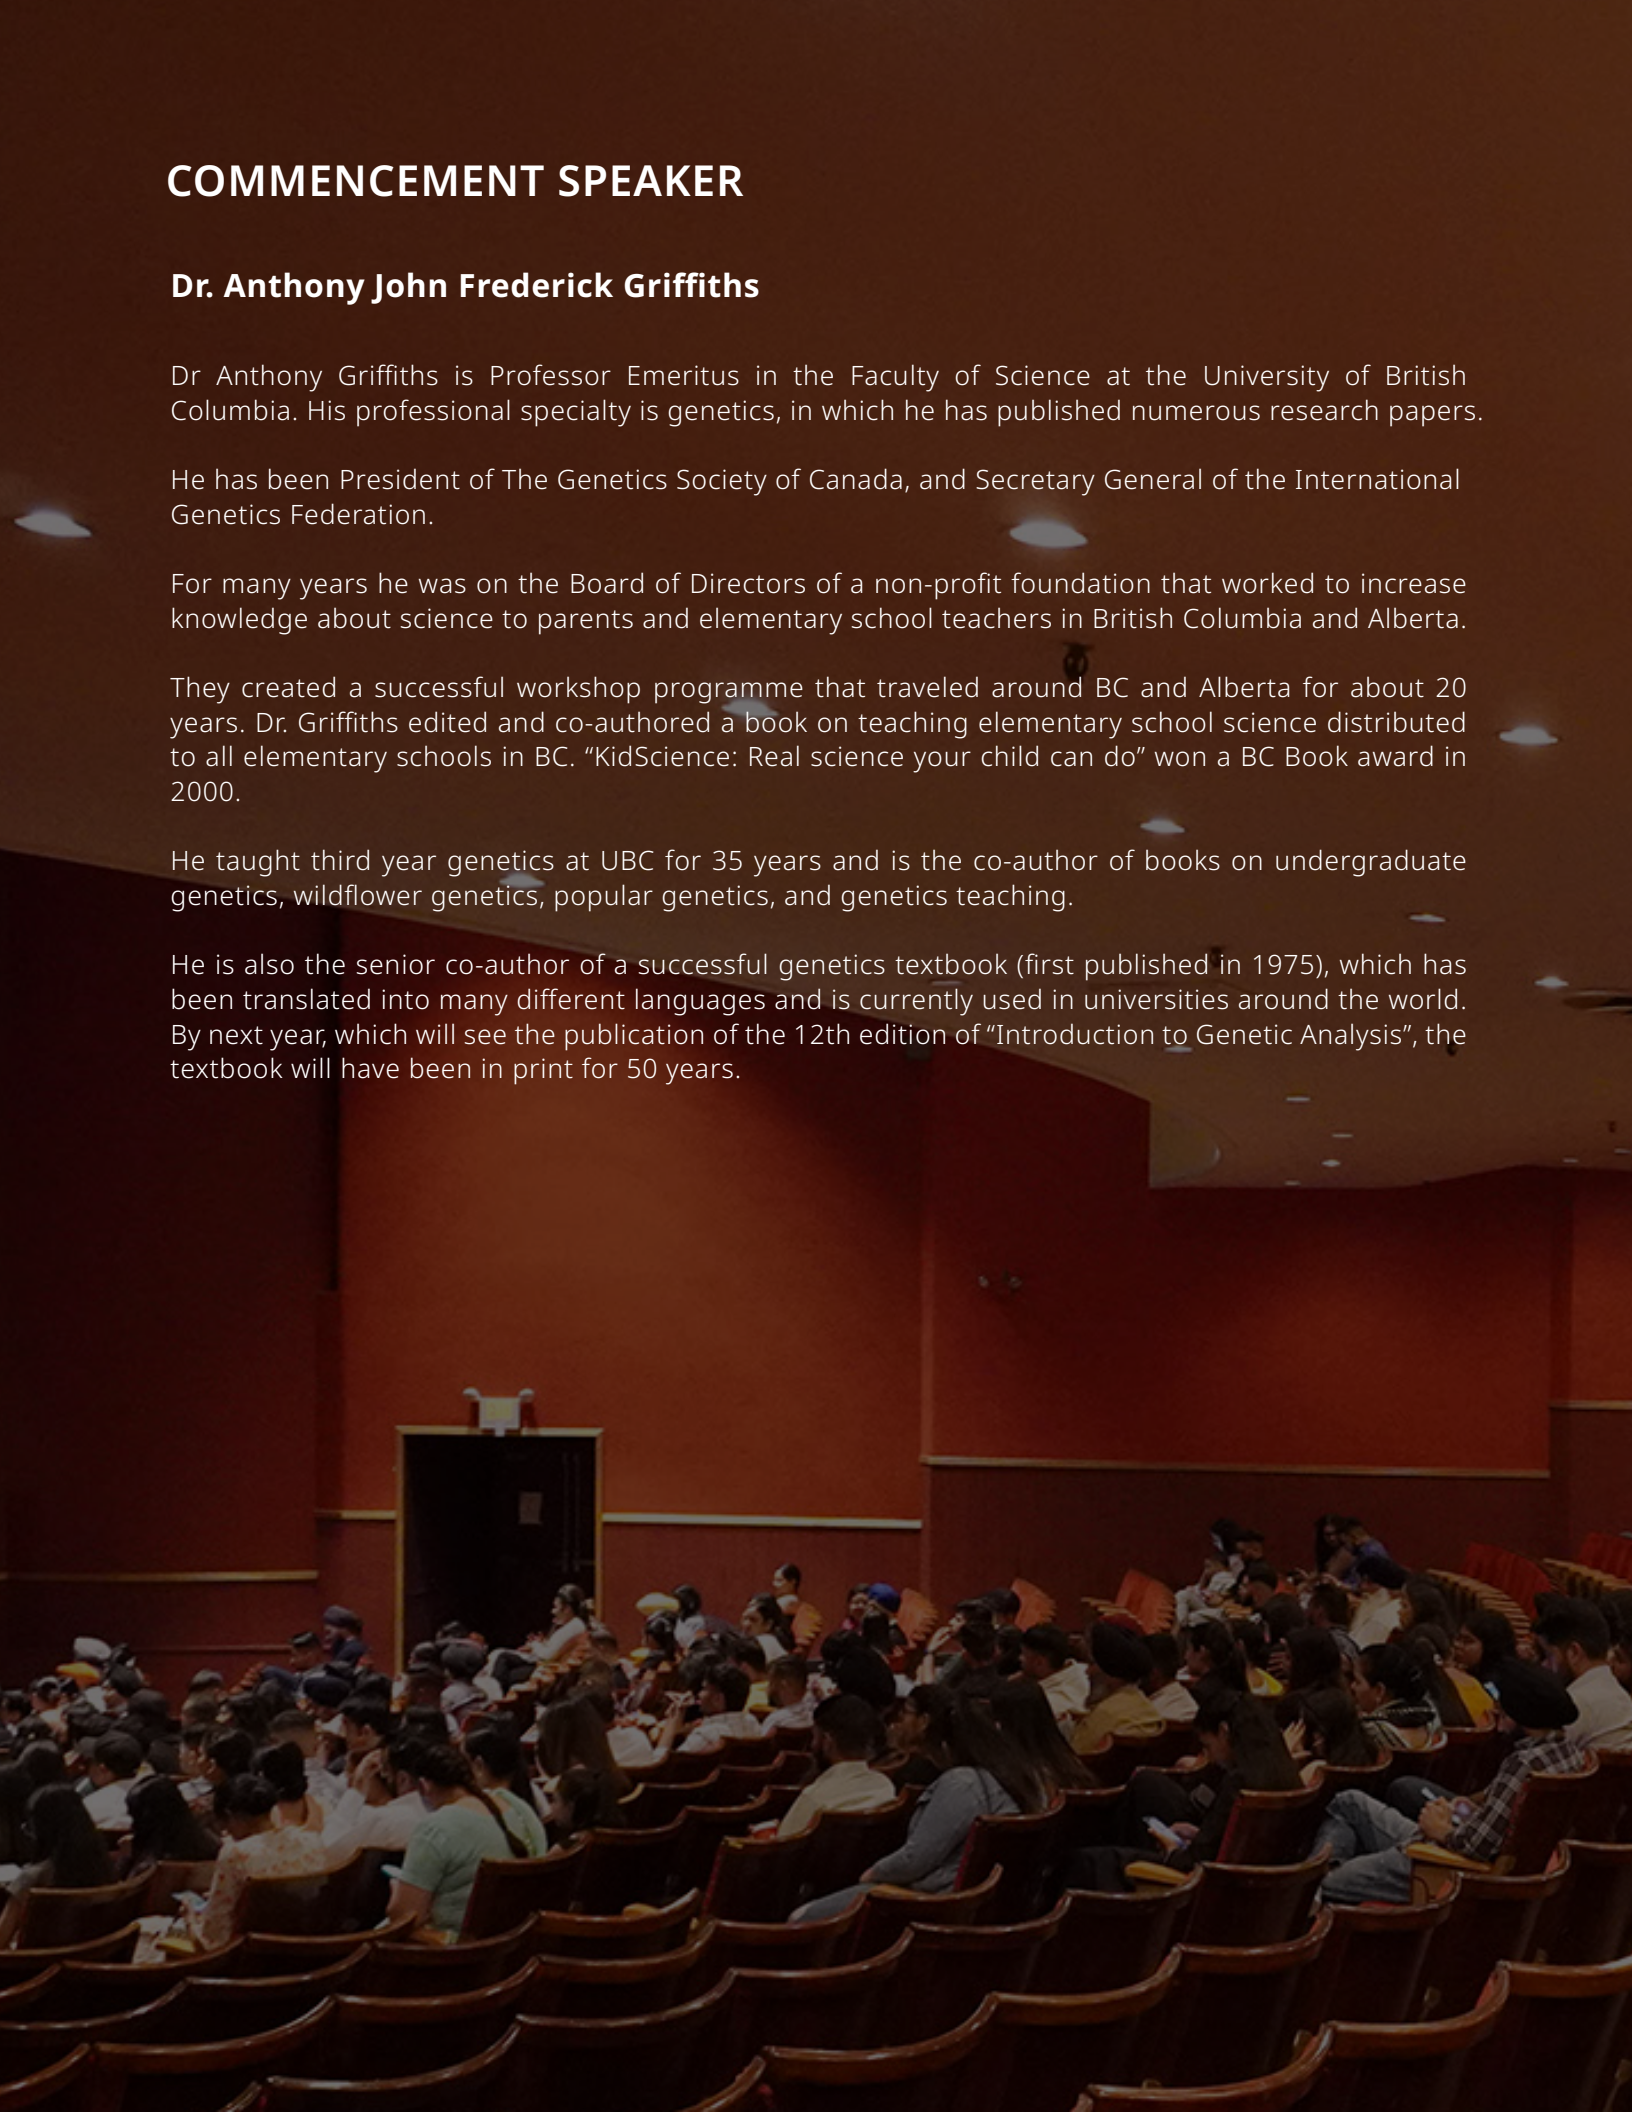 COMMENCEMENT SPEAKER
Dr. Anthony John Frederick Griffiths
Dr Anthony Griffiths is Professor Emeritus in the Faculty of Science at the University of British
Columbia. His professional specialty is genetics, in which he has published numerous research papers.
He has been President of The Genetics Society of Canada, and Secretary General of the International
Genetics Federation.
For many years he was on the Board of Directors of a non-profit foundation that worked to increase
knowledge about science to parents and elementary school teachers in British Columbia and Alberta.
They created a successful workshop programme that traveled around BC and Alberta for about 20
years. Dr. Griffiths edited and co-authored a book on teaching elementary school science distributed
to all elementary schools in BC. “KidScience: Real science your child can do” won a BC Book award in
2000.
He taught third year genetics at UBC for 35 years and is the co-author of books on undergraduate
genetics, wildflower genetics, popular genetics, and genetics teaching.
He is also the senior co-author of a successful genetics textbook (first published in 1975), which has
been translated into many different languages and is currently used in universities around the world.
By next year, which will see the publication of the 12th edition of “Introduction to Genetic Analysis”, the
textbook will have been in print for 50 years.